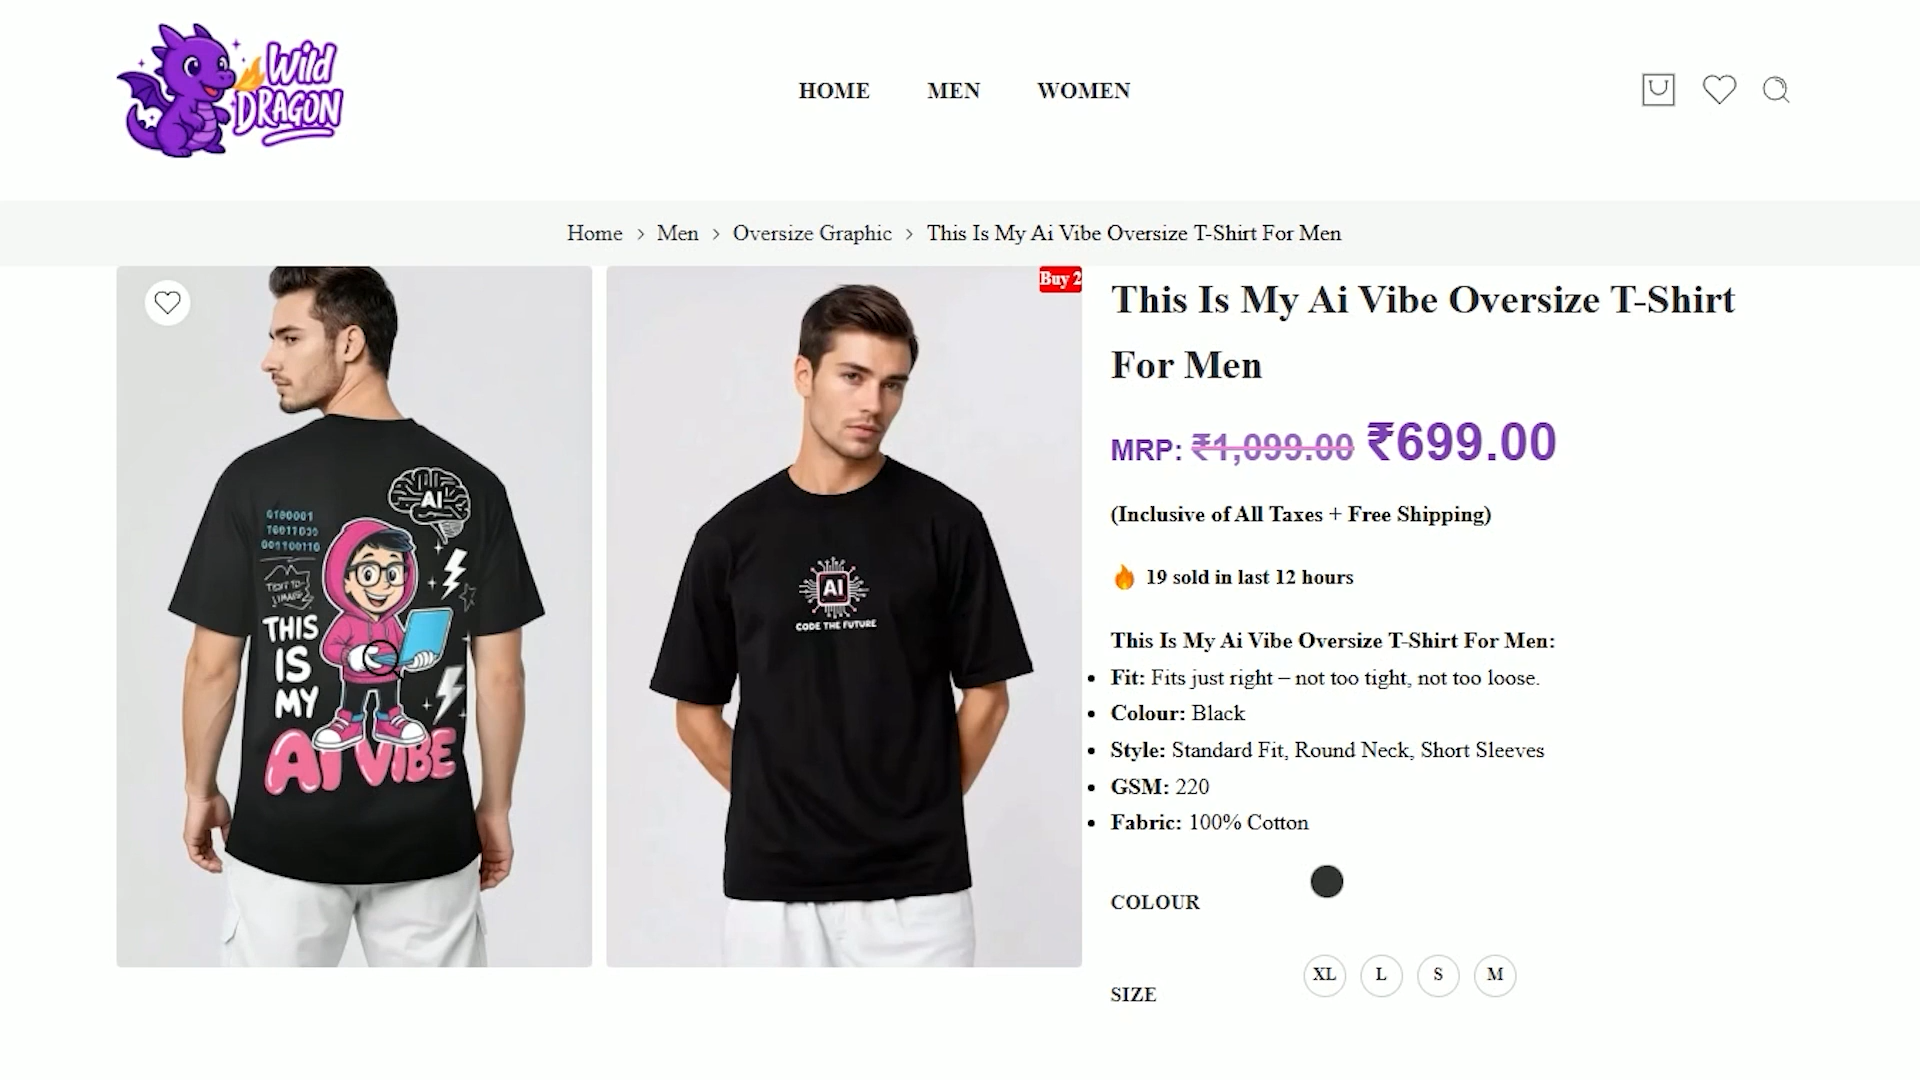 Wild
DRAGON
HOME
MEN
WOMEN
Home > Men > Oversize Graphic > This Is My Ai Vibe Oversize T-Shirt For Men
AI
0100001
001100110
THIS
IS
MY
AI VIBE
AI
CODE THE FUTURE
Buy 2
This Is My Ai Vibe Oversize T-Shirt
For Men
MRP: ₹1,099.00 ₹699.00
(Inclusive of All Taxes + Free Shipping)
🔥 19 sold in last 12 hours
This Is My Ai Vibe Oversize T-Shirt For Men:
• Fit: Fits just right – not too tight, not too loose.
• Colour: Black
• Style: Standard Fit, Round Neck, Short Sleeves
• GSM: 220
• Fabric: 100% Cotton
COLOUR
SIZE
XL
L
S
M